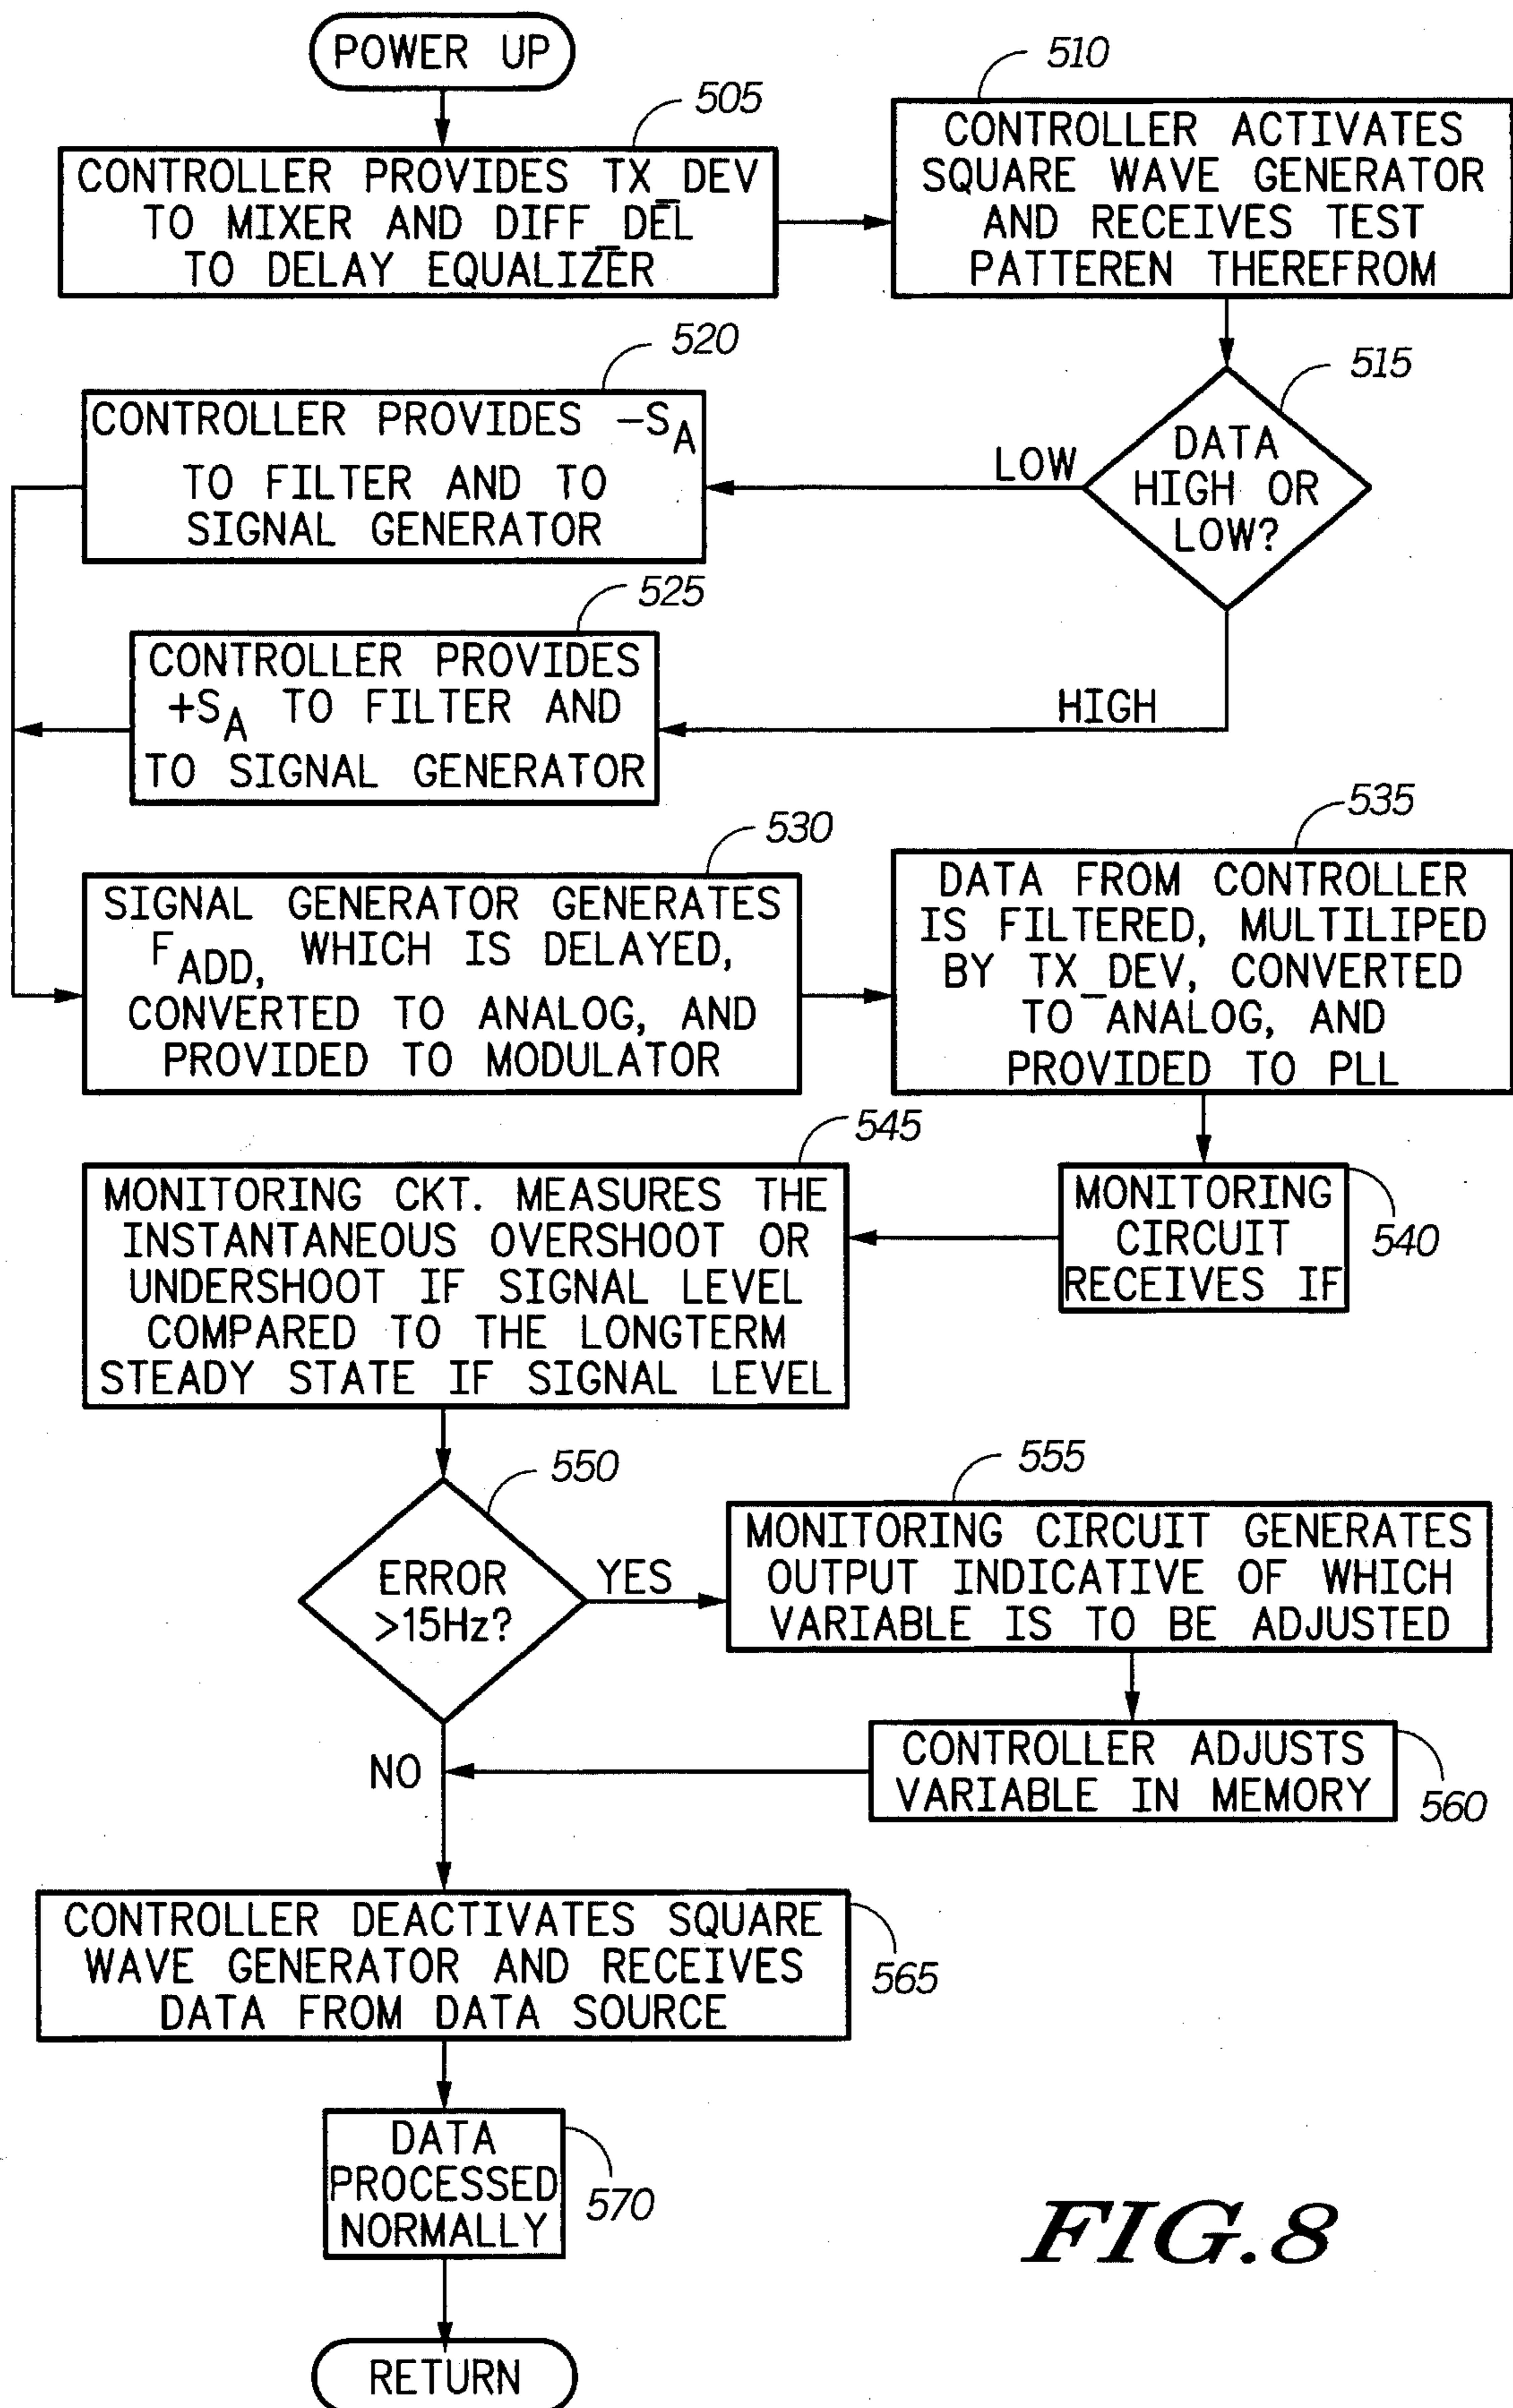 POWER UP
505
CONTROLLER PROVIDES TX_DEV
TO MIXER AND DIFF_DEL
TO DELAY EQUALIZER
510
CONTROLLER ACTIVATES
SQUARE WAVE GENERATOR
AND RECEIVES TEST
PATTEREN THEREFROM
515
DATA
HIGH OR
LOW?
LOW
520
CONTROLLER PROVIDES -SA
TO FILTER AND TO
SIGNAL GENERATOR
HIGH
525
CONTROLLER PROVIDES
+SA TO FILTER AND
TO SIGNAL GENERATOR
530
SIGNAL GENERATOR GENERATES
FADD, WHICH IS DELAYED,
CONVERTED TO ANALOG, AND
PROVIDED TO MODULATOR
535
DATA FROM CONTROLLER
IS FILTERED, MULTILIPED
BY TX_DEV, CONVERTED
TO ANALOG, AND
PROVIDED TO PLL
540
MONITORING
CIRCUIT
RECEIVES IF
545
MONITORING CKT. MEASURES THE
INSTANTANEOUS OVERSHOOT OR
UNDERSHOOT IF SIGNAL LEVEL
COMPARED TO THE LONGTERM
STEADY STATE IF SIGNAL LEVEL
550
ERROR
>15Hz?
YES
555
MONITORING CIRCUIT GENERATES
OUTPUT INDICATIVE OF WHICH
VARIABLE IS TO BE ADJUSTED
CONTROLLER ADJUSTS
VARIABLE IN MEMORY
560
NO
CONTROLLER DEACTIVATES SQUARE
WAVE GENERATOR AND RECEIVES
DATA FROM DATA SOURCE
565
DATA
PROCESSED
NORMALLY
570
RETURN
FIG.8